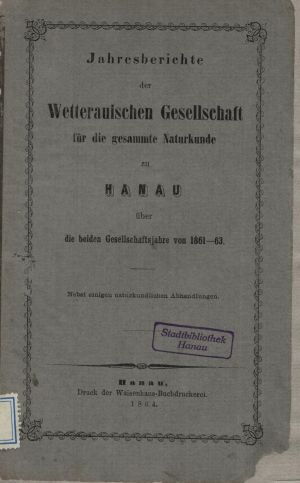 Jahresberichte
der
Wetterauischen Gesellschaft
für die gesammte Naturkunde
zu
HANAU
über
die beiden Gesellschaftsjahre von 1861—63.
Nebst einigen naturkundlichen Abhandlungen.
Stadtbibliothek
Hanau
Hanau,
Druck der Waisenhaus-Buchdruckerei.
1864.